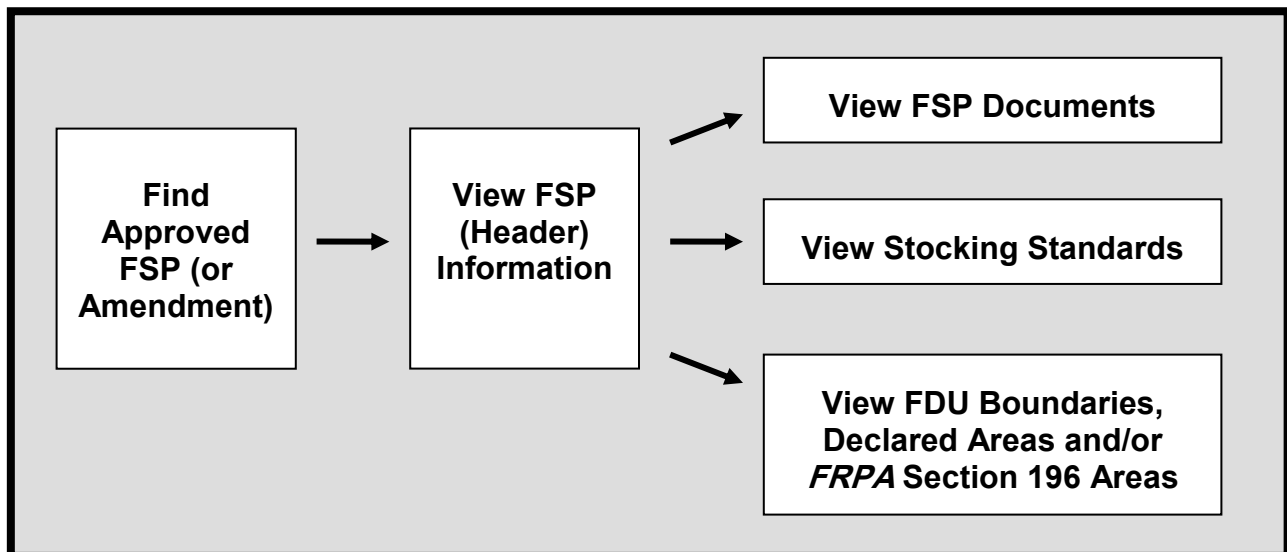 Find
Approved
FSP (or
Amendment)
View FSP
(Header)
Information
View FSP Documents
View Stocking Standards
View FDU Boundaries,
Declared Areas and/or
FRPA Section 196 Areas